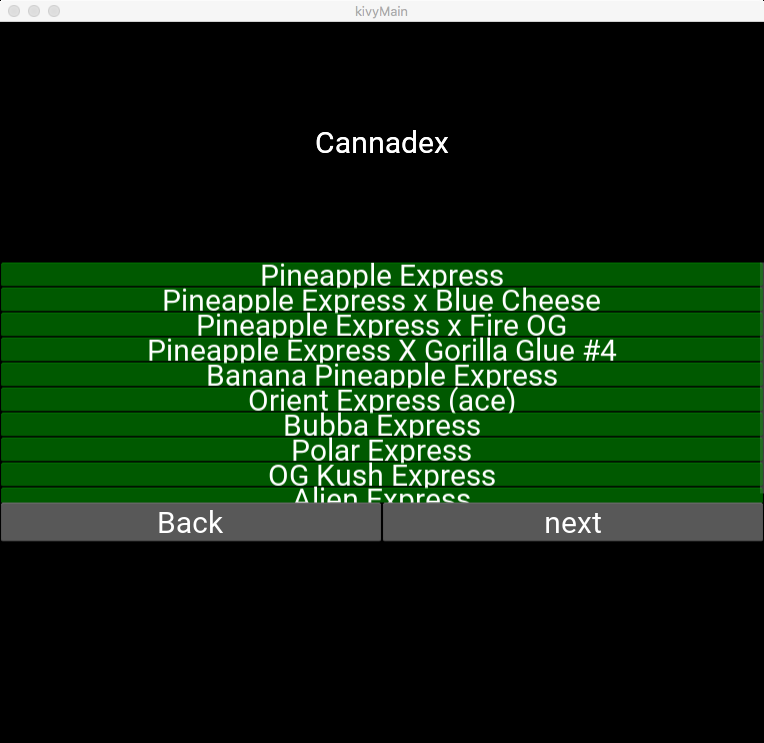 kivyMain
Cannadex
Pineapple Express
Pineapple Express x Blue Cheese
Pineapple Express x Fire OG
Pineapple Express X Gorilla Glue #4
Banana Pineapple Express
Orient Express (ace)
Bubba Express
Polar Express
OG Kush Express
Alien Express
Back next